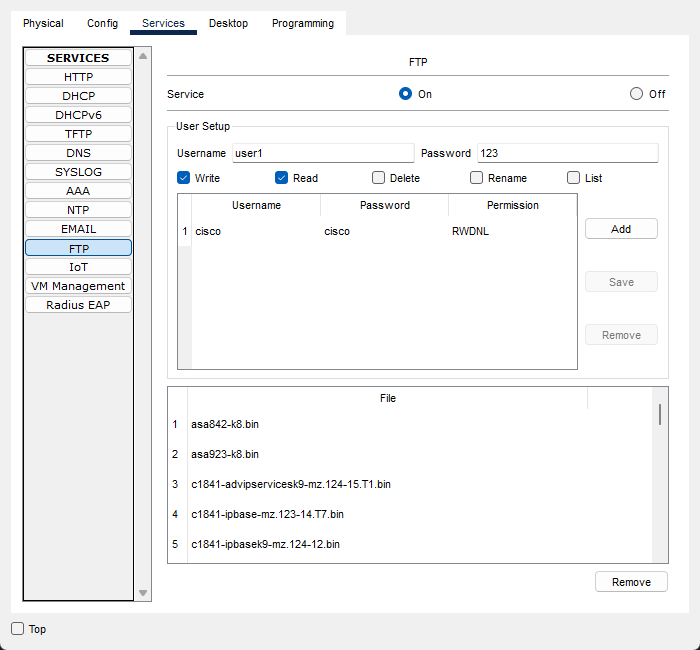 Physical Config Services Desktop Programming
SERVICES
HTTP
DHCP
DHCPv6
TFTP
DNS
SYSLOG
AAA
NTP
EMAIL
FTP
IoT
VM Management
Radius EAP
FTP
Service On Off
User Setup
Username user1 Password 123
Write Read Delete Rename List
Username Password Permission
1 cisco cisco RWDNL
Add
Save
Remove
File
1 asa842-k8.bin
2 asa923-k8.bin
3 c1841-advipservicesk9-mz.124-15.T1.bin
4 c1841-ipbase-mz.123-14.T7.bin
5 c1841-ipbasek9-mz.124-12.bin
Remove
Top